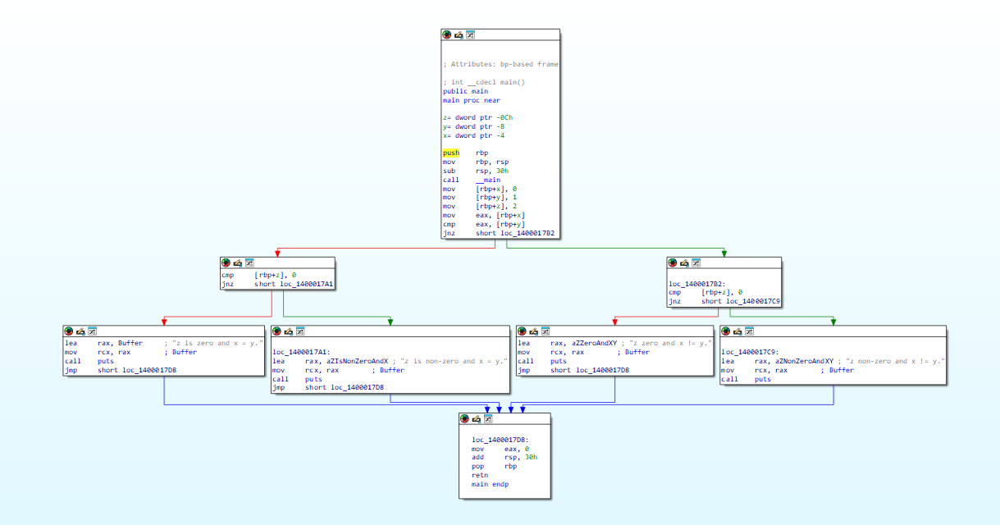 ; Attributes: bp-based frame
; int __cdecl main()
public main
main proc near
z= dword ptr -0Ch
y= dword ptr -8
x= dword ptr -4
push rbp
mov rbp, rsp
sub rsp, 30h
call __main
mov [rbp+x], 0
mov [rbp+y], 1
mov [rbp+z], 2
mov eax, [rbp+x]
cmp eax, [rbp+y]
jnz short loc_1400017B2
cmp [rbp+z], 0
jnz short loc_1400017A1
loc_1400017B2:
cmp [rbp+z], 0
jnz short loc_1400017C9
lea rax, Buffer ; "z is zero and x = y."
mov rcx, rax ; Buffer
call puts
jmp short loc_1400017D8
loc_1400017A1:
lea rax, aZIsNonZeroAndX ; "z is non-zero and x = y."
mov rcx, rax ; Buffer
call puts
jmp short loc_1400017D8
lea rax, aZZeroAndXY ; "z zero and x != y."
mov rcx, rax ; Buffer
call puts
jmp short loc_1400017D8
loc_1400017C9:
lea rax, aZNonZeroAndXY ; "z non-zero and x != y."
mov rcx, rax ; Buffer
call puts
loc_1400017D8:
mov eax, 0
add rsp, 30h
pop rbp
retn
main endp